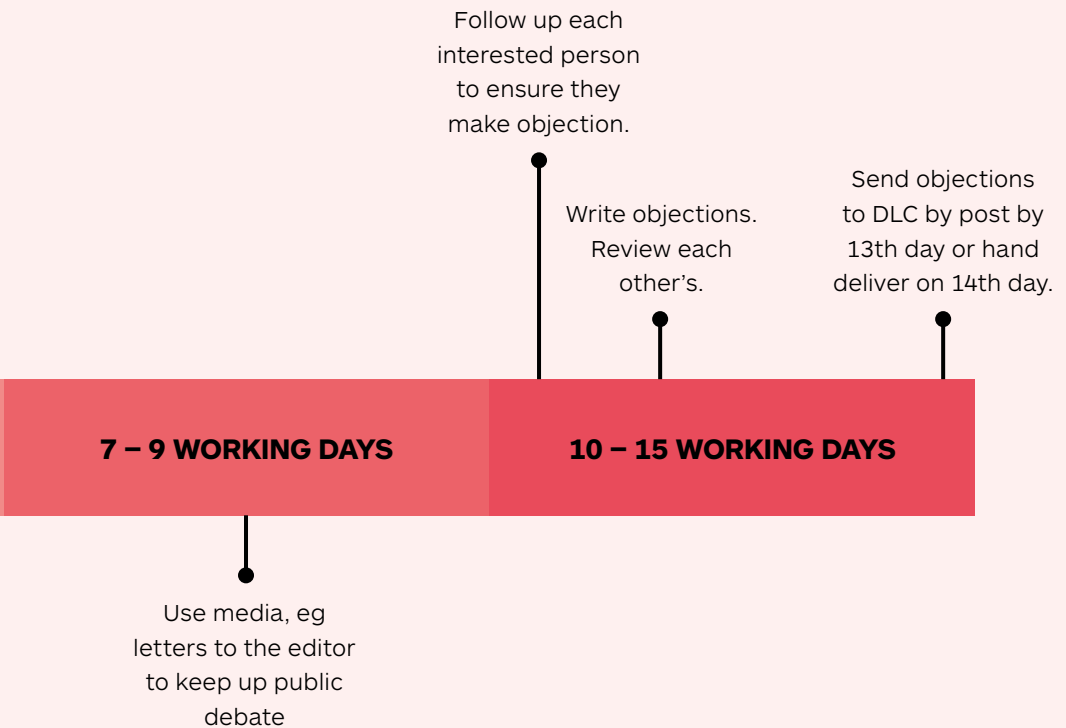 Follow up each
interested person
to ensure they
make objection.
Write objections.
Review each
other's.
Send objections
to DLC by post by
13th day or hand
deliver on 14th day.
7 – 9 WORKING DAYS
10 – 15 WORKING DAYS
Use media, eg
letters to the editor
to keep up public
debate